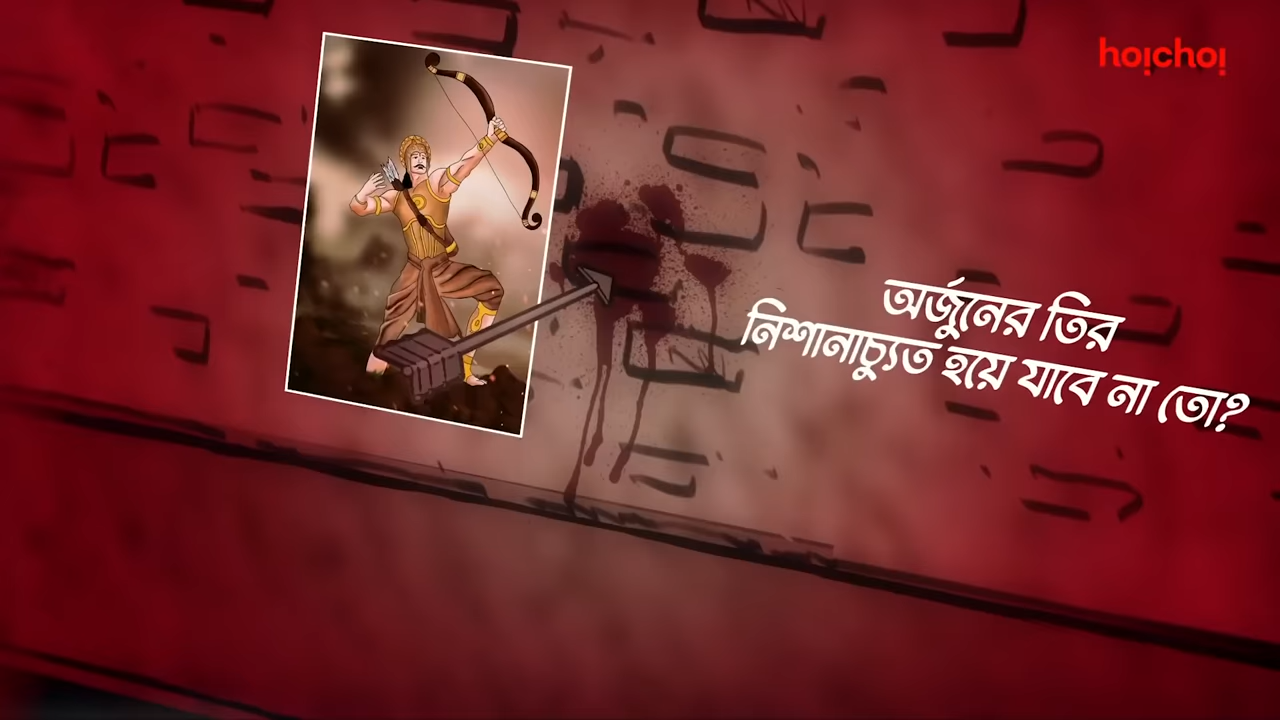 hoichoi
অর্জুনের তির
নিশানাচ্যুত হয়ে যাবে না তো?